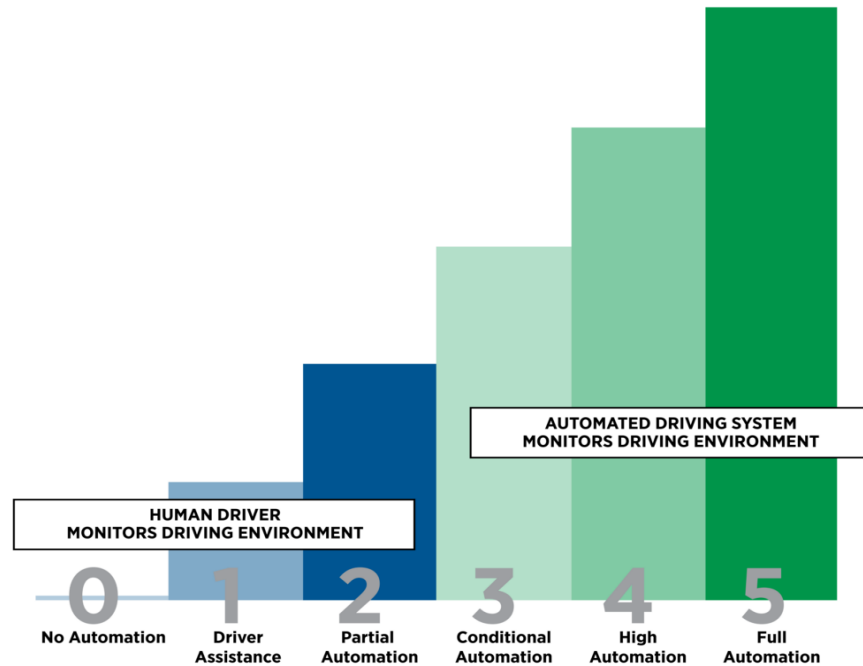 AUTOMATED DRIVING SYSTEM
MONITORS DRIVING ENVIRONMENT
HUMAN DRIVER
MONITORS DRIVING ENVIRONMENT
0
No Automation
1
Driver
Assistance
2
Partial
Automation
3
Conditional
Automation
4
High
Automation
5
Full
Automation